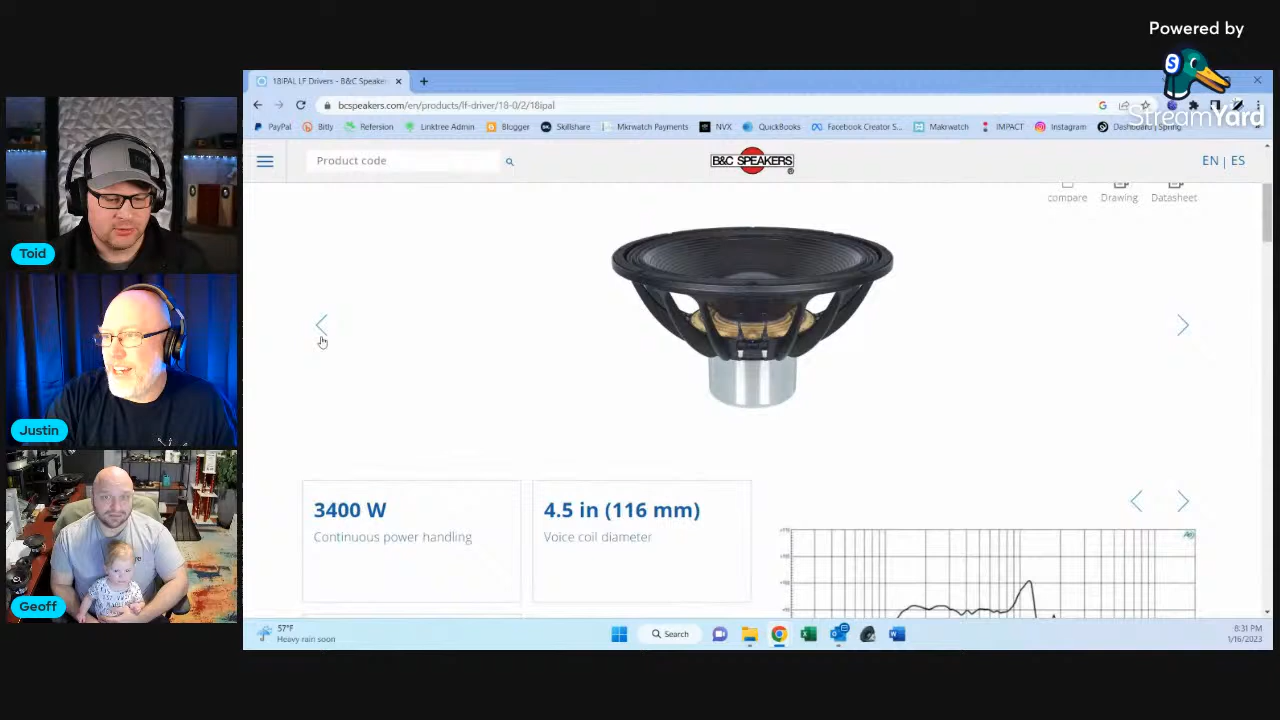 Powered by
StreamYard
18IPAL LF Drivers - B&C Speake
bcspeakers.com/en/products/lf-driver/18-0/2/18ipal
PayPal
Bitly
Refersion
Linktree Admin
Blogger
Skillshare
Mkrwatch Payments
NVX
QuickBooks
Facebook Creator S...
Makrwatch
IMPACT
Instagram
Dashboard | Spring
Product code
B&C SPEAKERS
EN | ES
compare
Drawing
Datasheet
Toid
Justin
Geoff
3400 W
Continuous power handling
4.5 in (116 mm)
Voice coil diameter
57°F
Heavy rain soon
Search
8:31 PM
1/16/2023